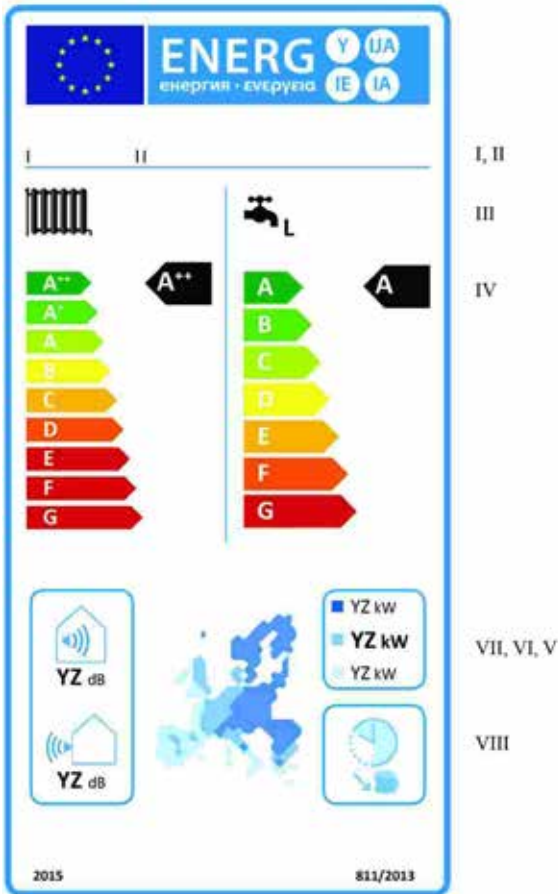 ENERG Y IJA
енергия · ενεργεια IE IA
I II
I, II
III
L
IV
A++ A++
A+
A
B
C
D
E
F
G
A A
B
C
D
E
F
G
YZ dB
YZ dB
YZ kW
YZ kW
YZ kW
VII, VI, V
VIII
2015 811/2013